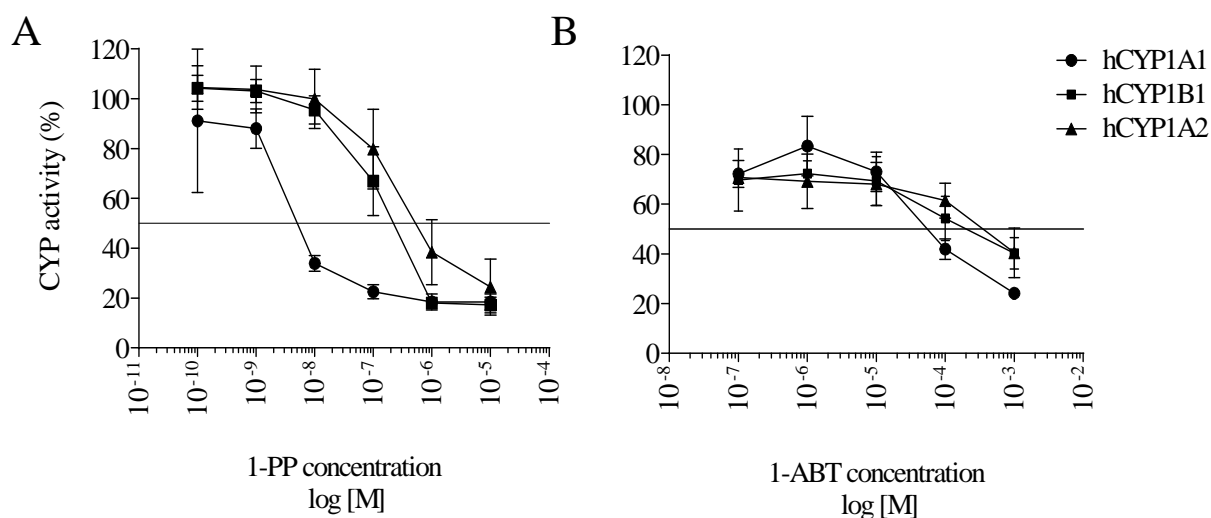 A
CYP activity (%)
120
100
80
60
40
20
0
10-11
10-10
10-9
10-8
10-7
10-6
10-5
10-4
1-PP concentration
log [M]
B
120
100
80
60
40
20
0
10-8
10-7
10-6
10-5
10-4
10-3
10-2
1-ABT concentration
log [M]
hCYP1A1
hCYP1B1
hCYP1A2